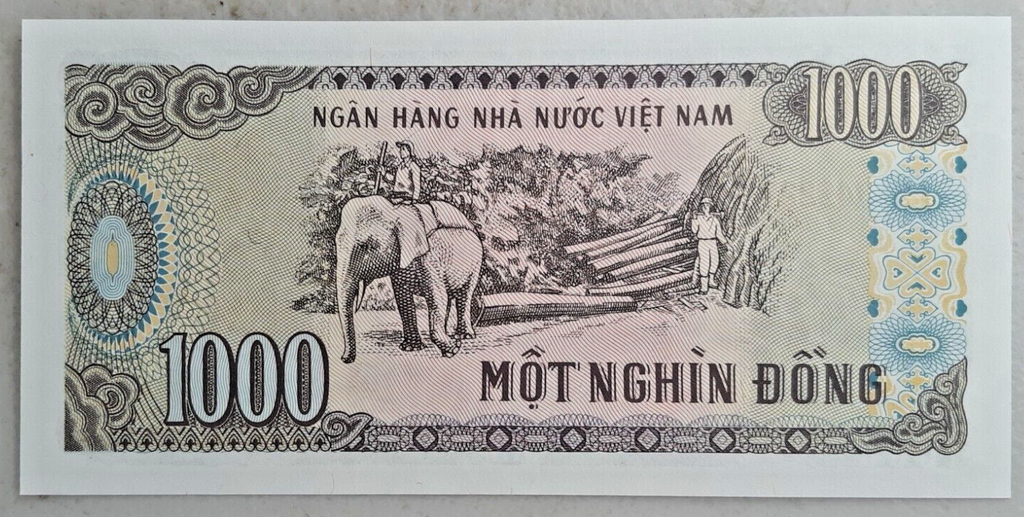 1000
NGÂN HÀNG NHÀ NƯỚC VIỆT NAM
1000
MỘT NGHÌN ĐỒNG